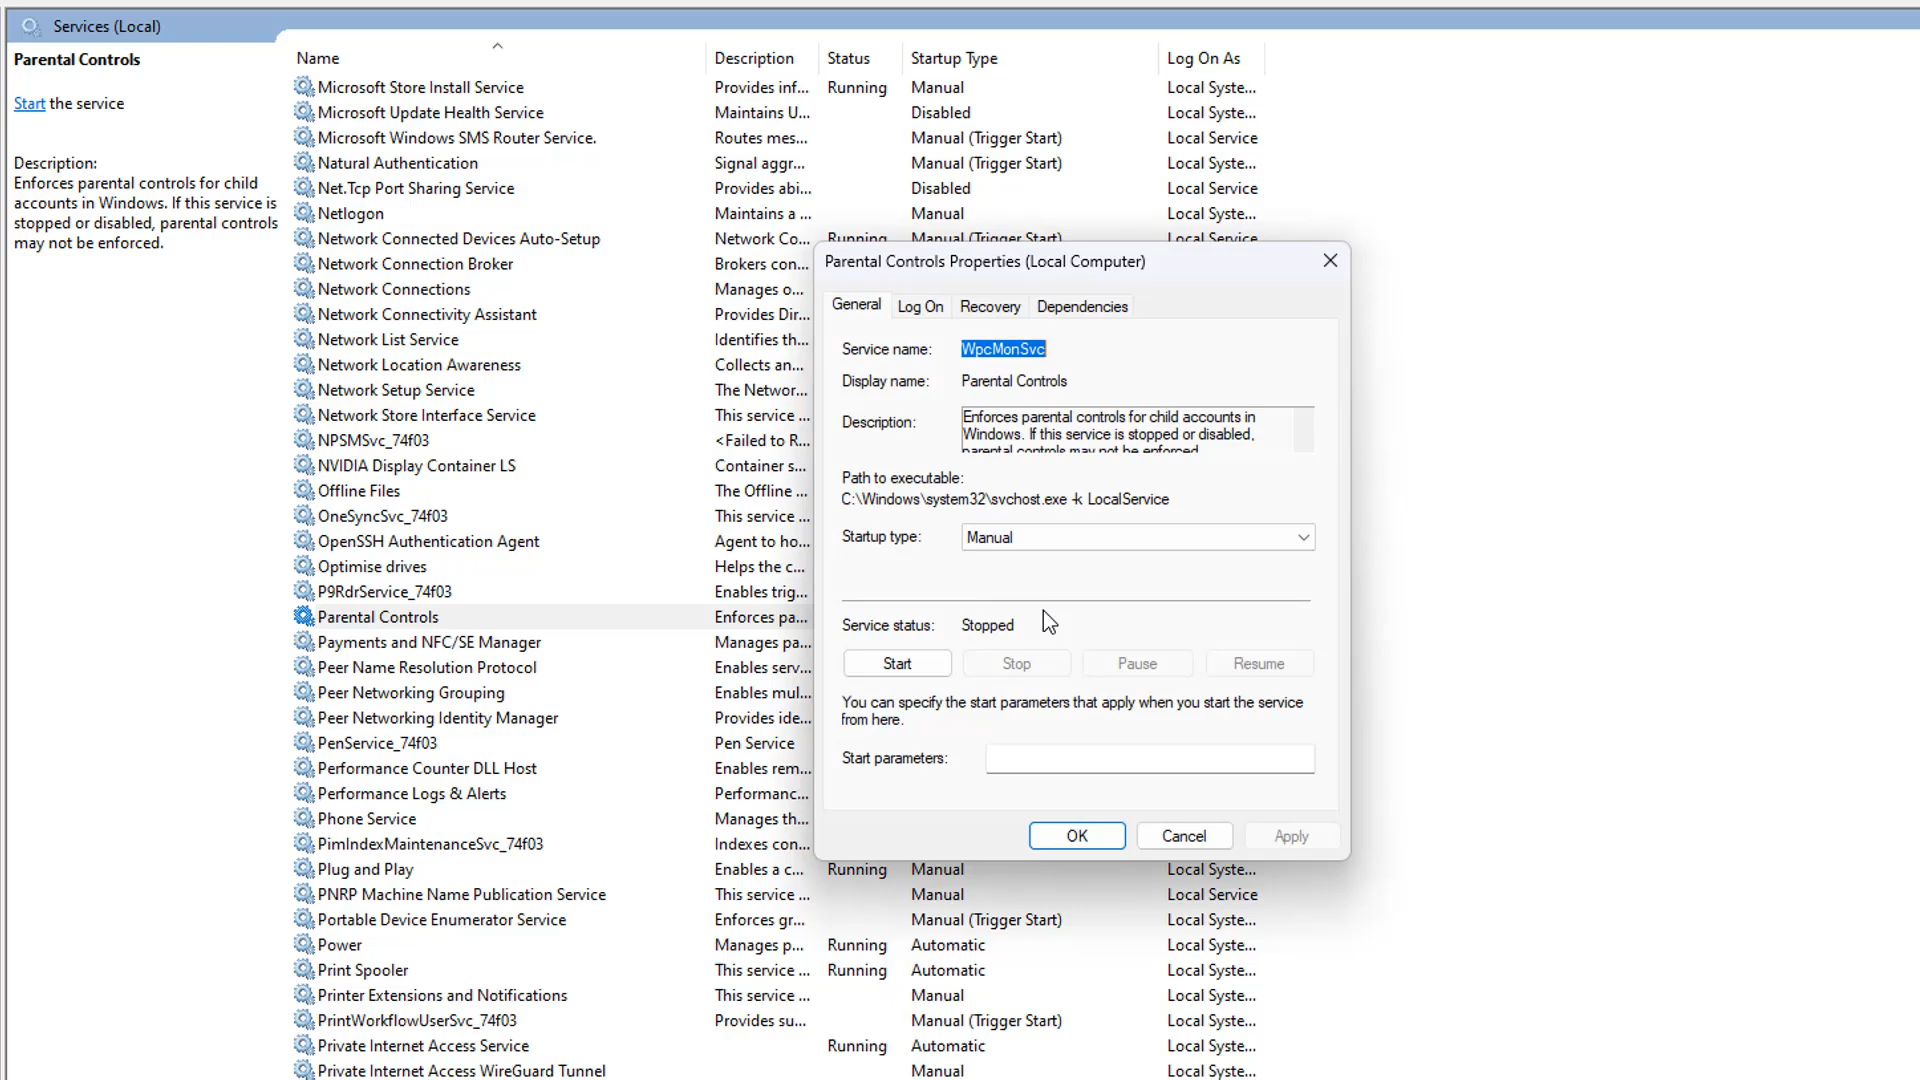 Services (Local)
Parental Controls
Start the service
Description:
Enforces parental controls for child
accounts in Windows. If this service is
stopped or disabled, parental controls
may not be enforced.
Name Description Status Startup Type Log On As
Microsoft Store Install Service Provides inf... Running Manual Local Syste...
Microsoft Update Health Service Maintains U... Disabled Local Syste...
Microsoft Windows SMS Router Service. Routes mes... Manual (Trigger Start) Local Service
Natural Authentication Signal aggr... Manual (Trigger Start) Local Syste...
Net.Tcp Port Sharing Service Provides abi... Disabled Local Service
Netlogon Maintains a ... Manual Local Syste...
Network Connected Devices Auto-Setup Network Co... Running Manual (Trigger Start) Local Service
Network Connection Broker Brokers con...
Network Connections Manages o...
Network Connectivity Assistant Provides Dir...
Network List Service Identifies th...
Network Location Awareness Collects an...
Network Setup Service The Networ...
Network Store Interface Service This service ...
NPSMSvc_74f03 <Failed to R...
NVIDIA Display Container LS Container s...
Offline Files The Offline ...
OneSyncSvc_74f03 This service ...
OpenSSH Authentication Agent Agent to ho...
Optimise drives Helps the c...
P9RdrService_74f03 Enables trig...
Parental Controls Enforces pa...
Payments and NFC/SE Manager Manages pa...
Peer Name Resolution Protocol Enables serv...
Peer Networking Grouping Enables mul...
Peer Networking Identity Manager Provides ide...
PenService_74f03 Pen Service
Performance Counter DLL Host Enables rem...
Performance Logs & Alerts Performanc...
Phone Service Manages th...
PimIndexMaintenanceSvc_74f03 Indexes con...
Plug and Play Enables a c... Running Manual Local Syste...
PNRP Machine Name Publication Service This service ... Manual Local Service
Portable Device Enumerator Service Enforces gr... Manual (Trigger Start) Local Syste...
Power Manages p... Running Automatic Local Syste...
Print Spooler This service ... Running Automatic Local Syste...
Printer Extensions and Notifications This service ... Manual Local Syste...
PrintWorkflowUserSvc_74f03 Provides su... Manual (Trigger Start) Local Syste...
Private Internet Access Service Running Automatic Local Syste...
Private Internet Access WireGuard Tunnel Manual Local Syste...
Parental Controls Properties (Local Computer)
General Log On Recovery Dependencies
Service name: WpcMonSvc
Display name: Parental Controls
Description: Enforces parental controls for child accounts in
Windows. If this service is stopped or disabled,
parental controls may not be enforced
Path to executable:
C:\Windows\system32\svchost.exe -k LocalService
Startup type: Manual
Service status: Stopped
Start Stop Pause Resume
You can specify the start parameters that apply when you start the service
from here.
Start parameters:
OK Cancel Apply